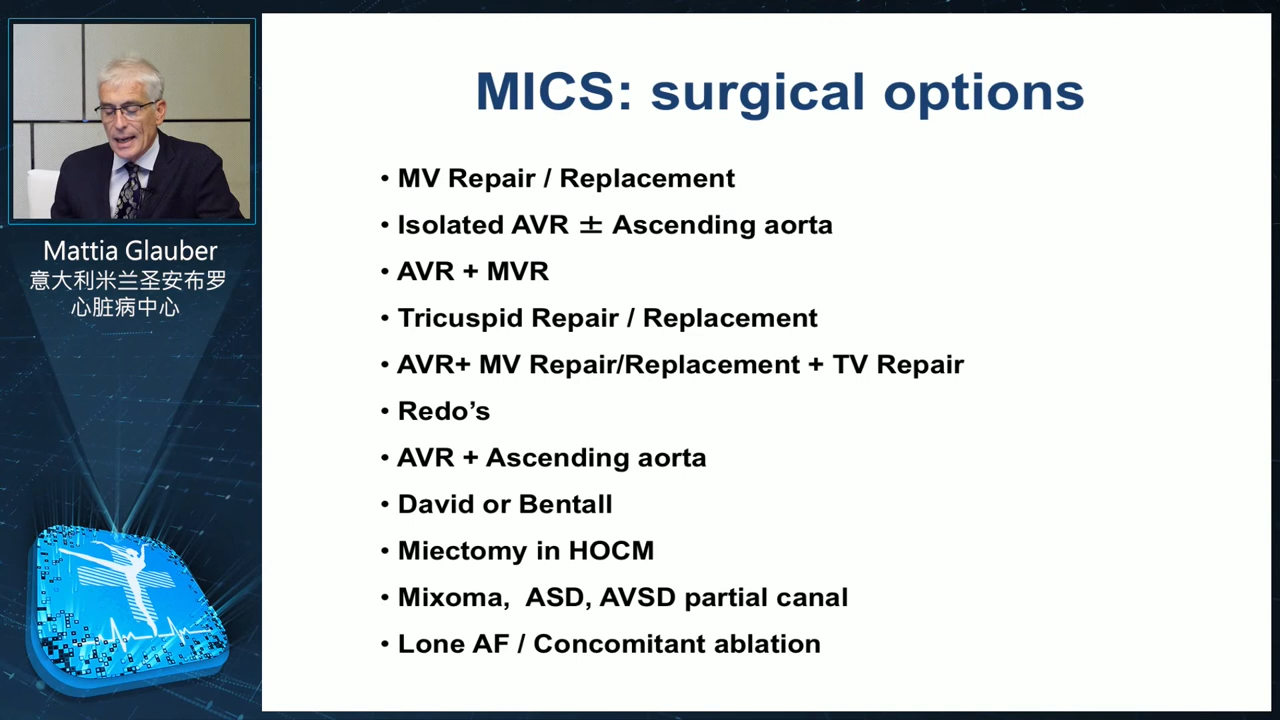 MICS: surgical options
Mattia Glauber
意大利米兰圣安布罗
心脏病中心
• MV Repair / Replacement
• Isolated AVR ± Ascending aorta
• AVR + MVR
• Tricuspid Repair / Replacement
• AVR+ MV Repair/Replacement + TV Repair
• Redo’s
• AVR + Ascending aorta
• David or Bentall
• Miectomy in HOCM
• Mixoma,  ASD, AVSD partial canal
• Lone AF / Concomitant ablation